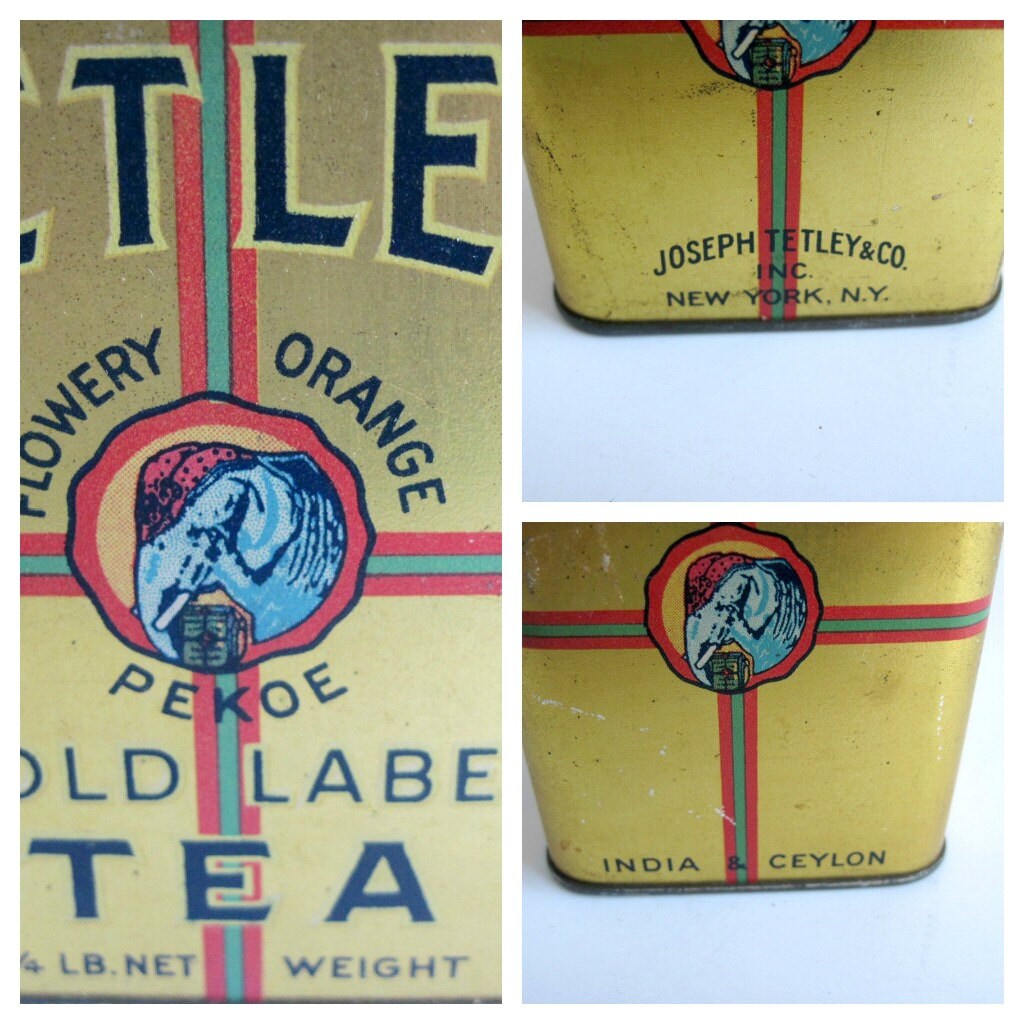 TLE
FLOWERY ORANGE
PEKOE
OLD LABE
TEA
1/4 LB. NET WEIGHT
JOSEPH TETLEY & CO.
INC.
NEW YORK, N.Y.
INDIA & CEYLON